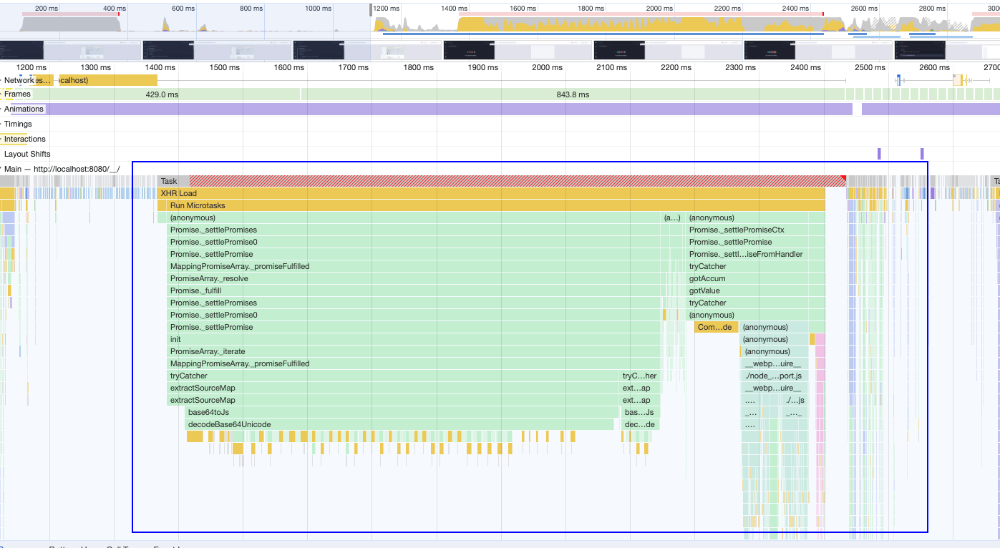 200 ms 400 ms 600 ms 800 ms 1000 ms 1200 ms 1400 ms 1600 ms 1800 ms 2000 ms 2200 ms 2400 ms 2600 ms 2800 ms
1200 ms 1300 ms 1400 ms 1500 ms 1600 ms 1700 ms 1800 ms 1900 ms 2000 ms 2100 ms 2200 ms 2300 ms 2400 ms 2500 ms 2600 ms
Network es… ocalhost)
Frames 429.0 ms 843.8 ms
Animations
Timings
Interactions
Layout Shifts
Main — http://localhost:8080/__/
Task
XHR Load
Run Microtasks
(anonymous) (a…) (anonymous)
Promise._settlePromises Promise._settlePromiseCtx
Promise._settlePromise0 Promise._settlePromise
Promise._settlePromise Promise._settl…iseFromHandler
MappingPromiseArray._promiseFulfilled tryCatcher
PromiseArray._resolve gotAccum
Promise._fulfill gotValue
Promise._settlePromises tryCatcher
Promise._settlePromise0 (anonymous)
Promise._settlePromise Com…de (anonymous)
init (anonymous)
PromiseArray._iterate (anonymous)
MappingPromiseArray._promiseFulfilled __webp…uire__
tryCatcher tryC…her ./node_…port.js
extractSourceMap ext…ap __webp…uire__
extractSourceMap ext…ap …. ./…js
base64toJs bas…Js _… _…_
decodeBase64Unicode dec…de ….